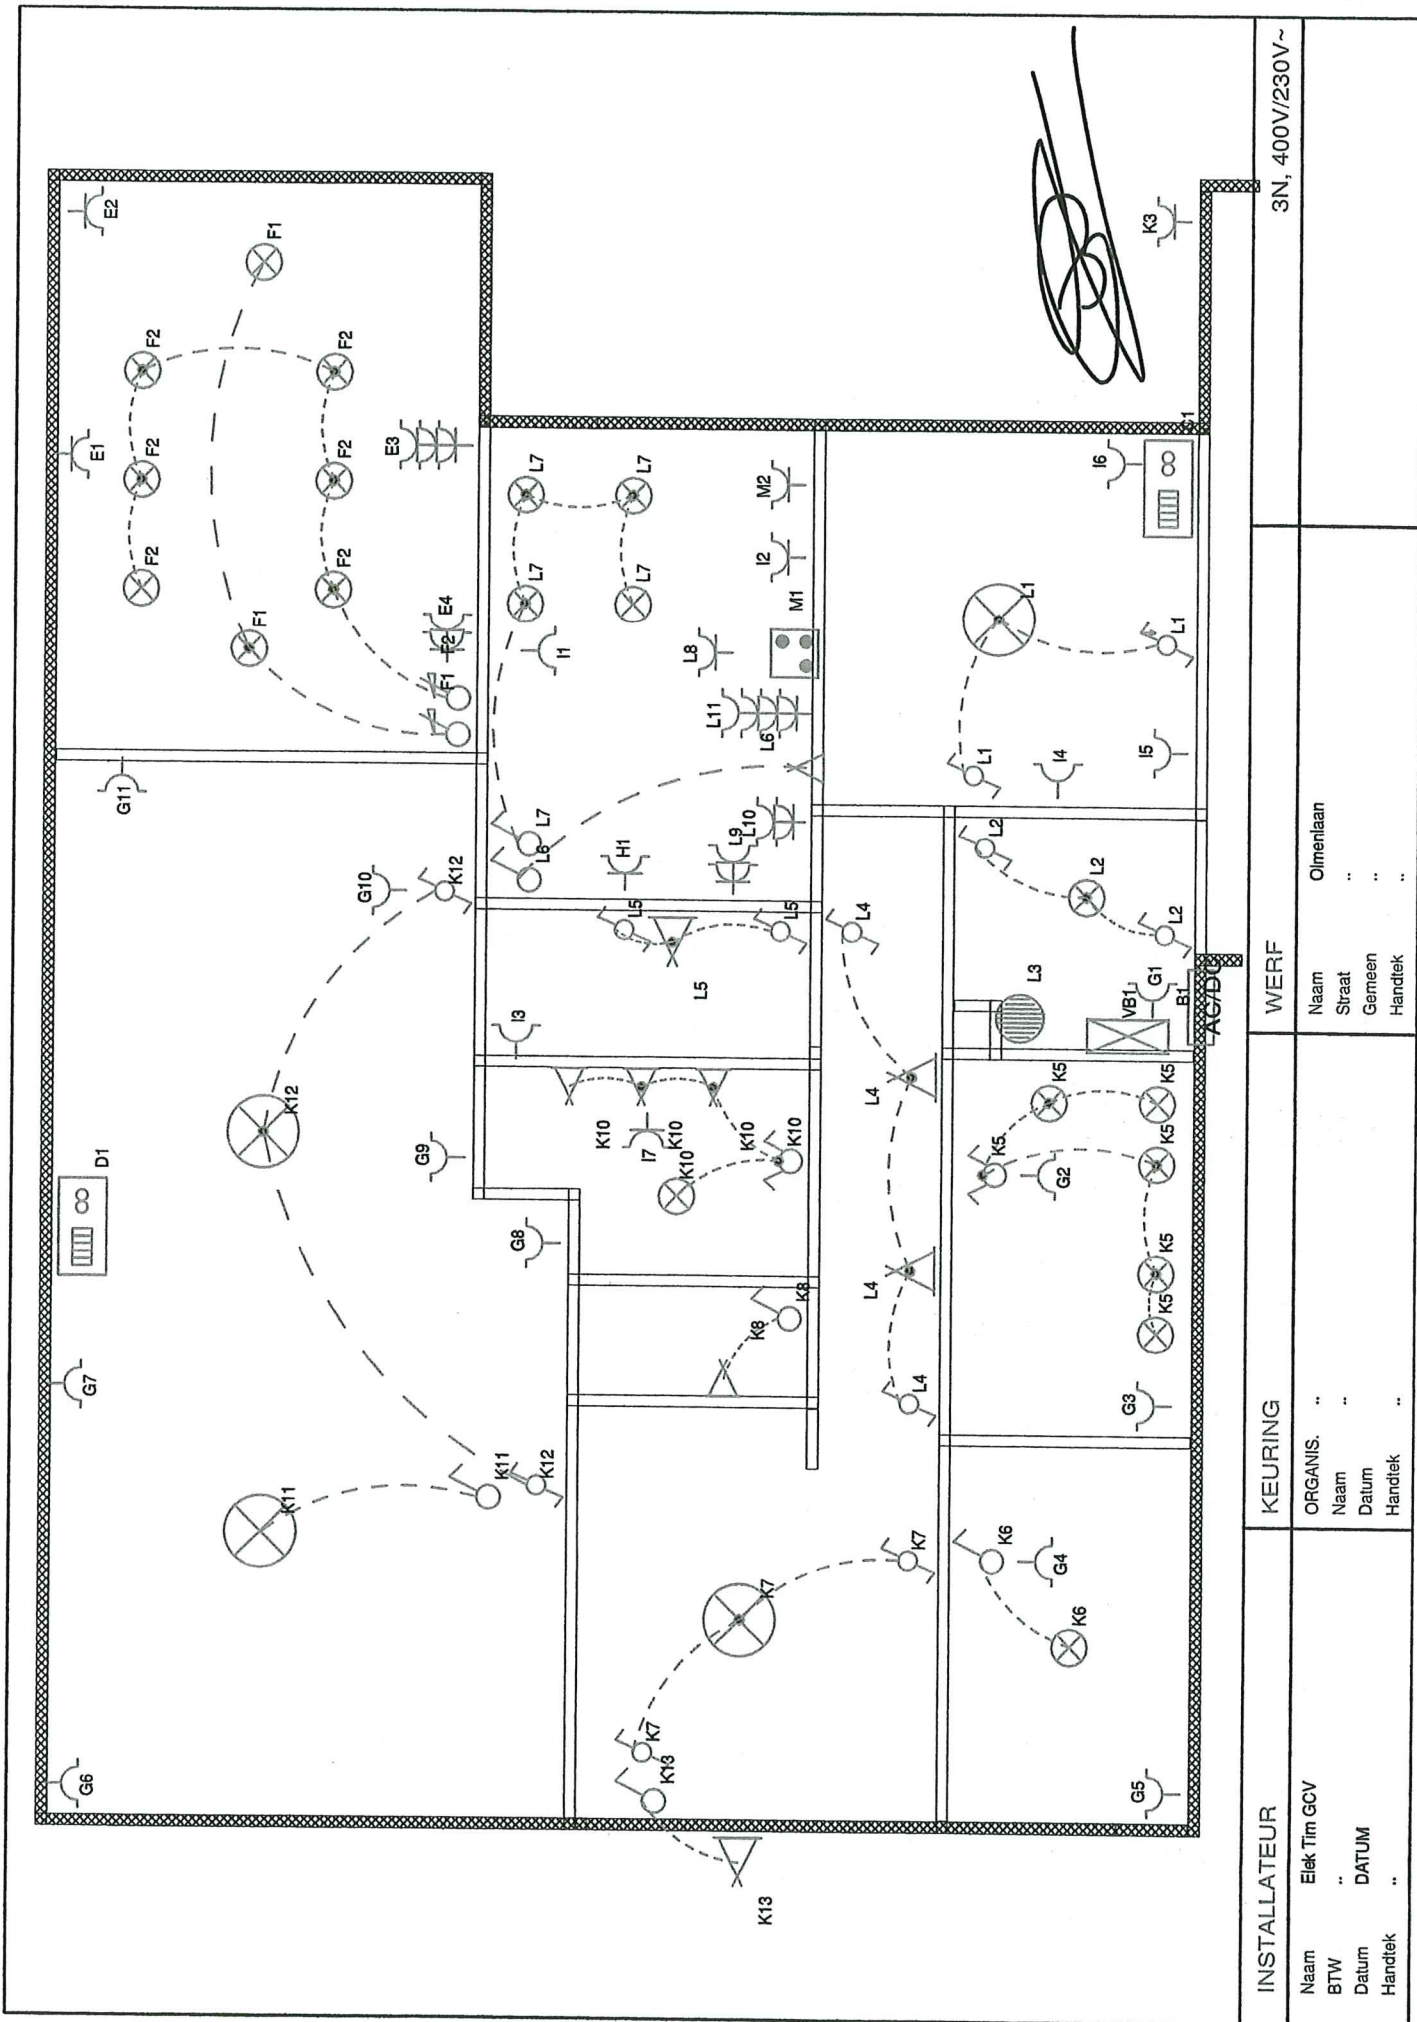 G6
G7
D1
E1
E2
G11
F2
F2
F2
F1
F1
K11
K12
F2
F2
F2
G10
E3
G9
E4
F2
F1
K12
K11
G8
I3
K12
L6
L7
L7
L7
I1
K10
H1
L5
L7
L7
I7
K7
K13
K10
K10
L8
L5
L11
L9
K10
L10
K8
K13
K7
L6
I2
M2
L5
K10
M1
K8
L4
L4
L4
K7
L4
L1
L2
K5
K6
L1
L3
G2
G4
I4
K5
K6
L2
I6
VB1
G3
G5
K3
G1
I5
K5
K5
K5
K5
L2
L1
B1
C1
AC/DC
INSTALLATEUR
KEURING
WERF
3N, 400V/230V~
Naam Elek Tim GCV
BTW ..
Datum DATUM
Handtek ..
ORGANIS. ..
Naam ..
Datum
Handtek ..
Naam Olmenlaan
Straat ..
Gemeen ..
Handtek ..